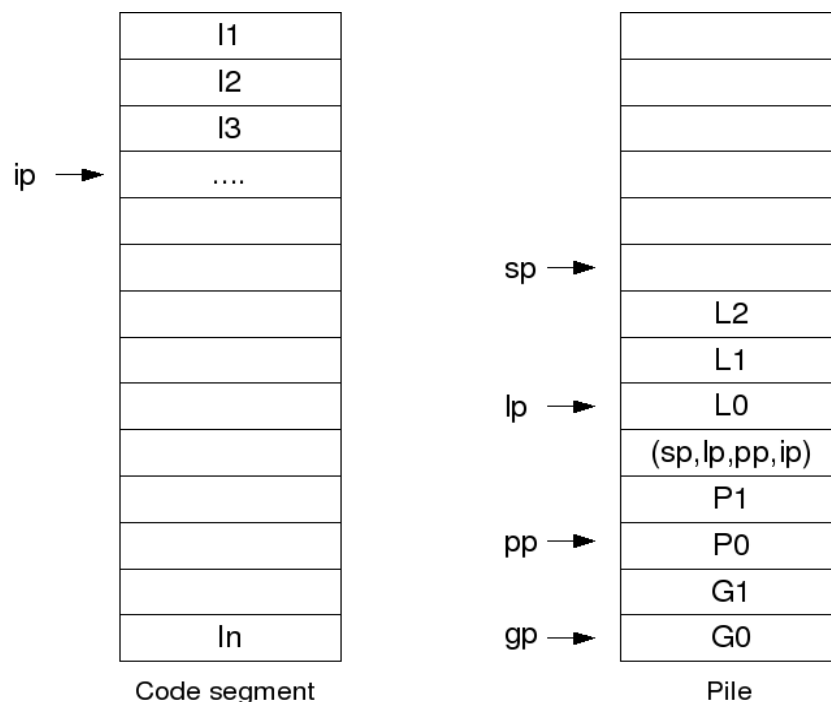 I1
I2
I3
ip
....
sp
L2
L1
lp
L0
(sp,lp,pp,ip)
P1
pp
P0
G1
In
gp
G0
Code segment
Pile